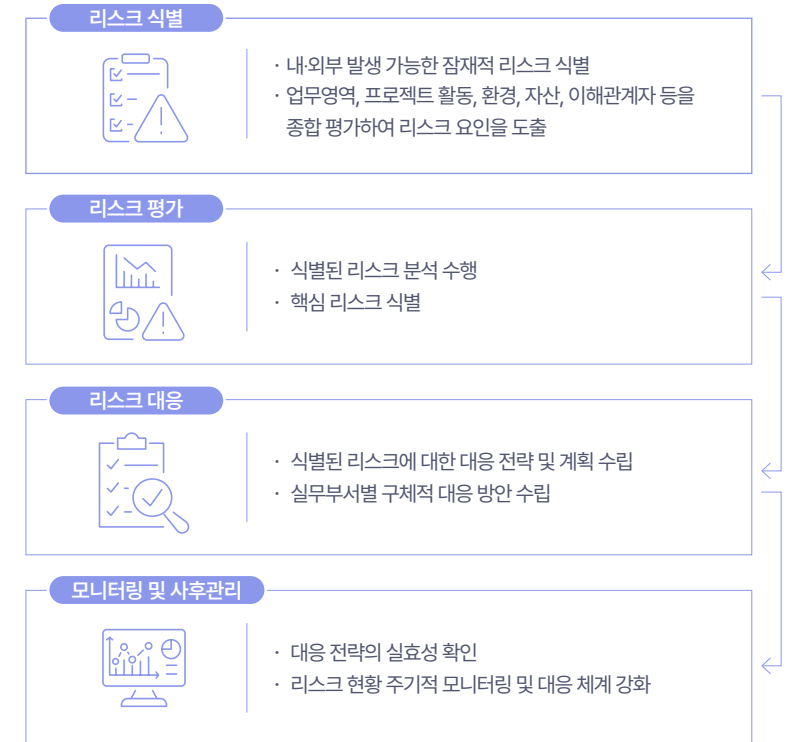 리스크 식별
· 내·외부 발생 가능한 잠재적 리스크 식별
· 업무영역, 프로젝트 활동, 환경, 자산, 이해관계자 등을
종합 평가하여 리스크 요인을 도출
리스크 평가
· 식별된 리스크 분석 수행
· 핵심 리스크 식별
리스크 대응
· 식별된 리스크에 대한 대응 전략 및 계획 수립
· 실무부서별 구체적 대응 방안 수립
모니터링 및 사후관리
· 대응 전략의 실효성 확인
· 리스크 현황 주기적 모니터링 및 대응 체계 강화